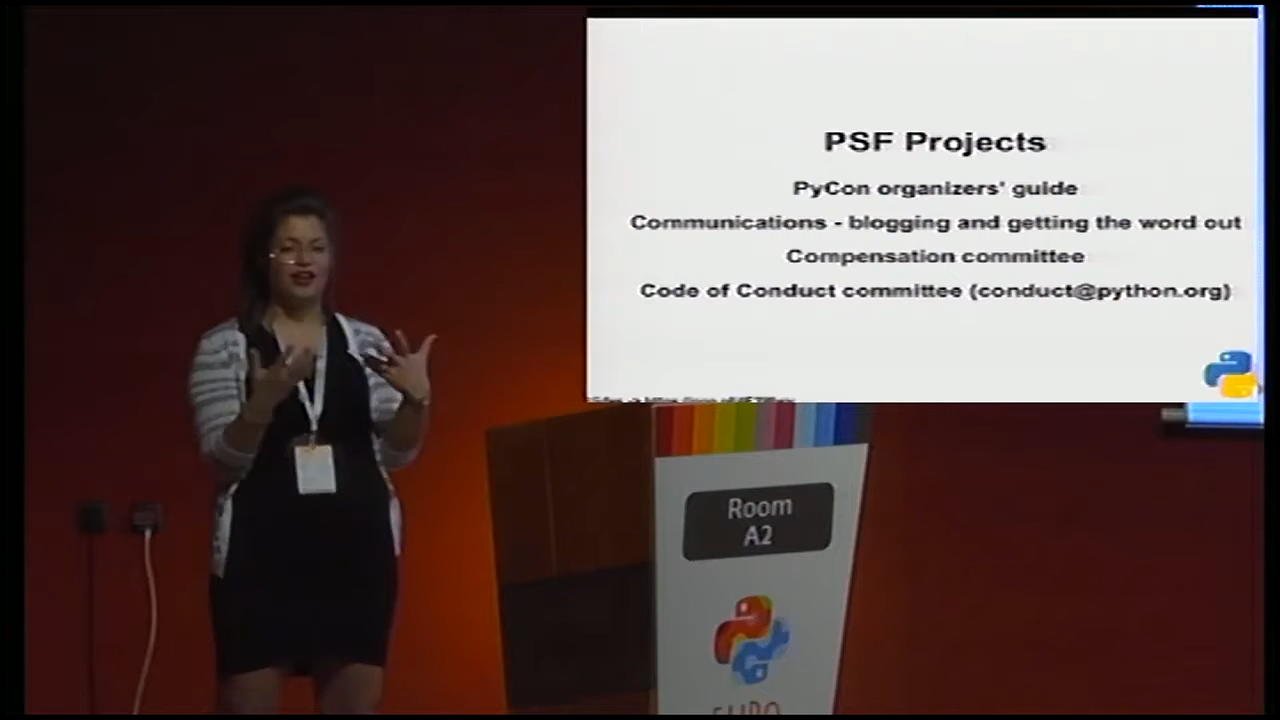 PSF Projects
PyCon organizers' guide
Communications - blogging and getting the word out
Compensation committee
Code of Conduct committee (conduct@python.org)
Room
A2
EURO